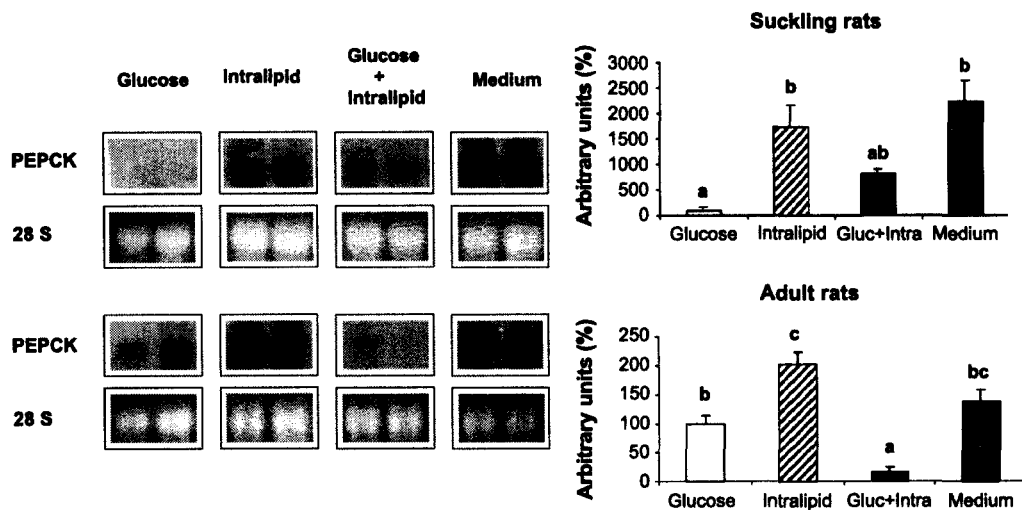 Glucose
Intralipid
Glucose
+
Intralipid
Medium
PEPCK
28 S
PEPCK
28 S
Suckling rats
Arbitrary units (%)
3000
2500
2000
1500
1000
500
0
a
b
ab
b
Glucose
Intralipid
Gluc+Intra
Medium
Adult rats
Arbitrary units (%)
250
200
150
100
50
0
b
c
a
bc
Glucose
Intralipid
Gluc+Intra
Medium